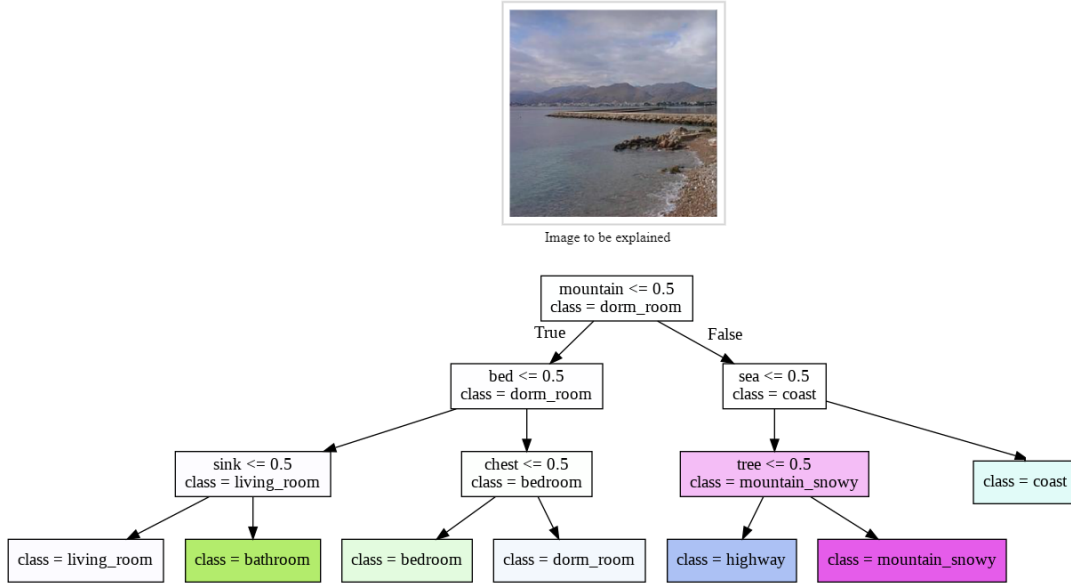 Image to be explained
mountain <= 0.5
class = dorm_room
True
False
bed <= 0.5
class = dorm_room
sea <= 0.5
class = coast
sink <= 0.5
class = living_room
chest <= 0.5
class = bedroom
tree <= 0.5
class = mountain_snowy
class = coast
class = living_room
class = bathroom
class = bedroom
class = dorm_room
class = highway
class = mountain_snowy